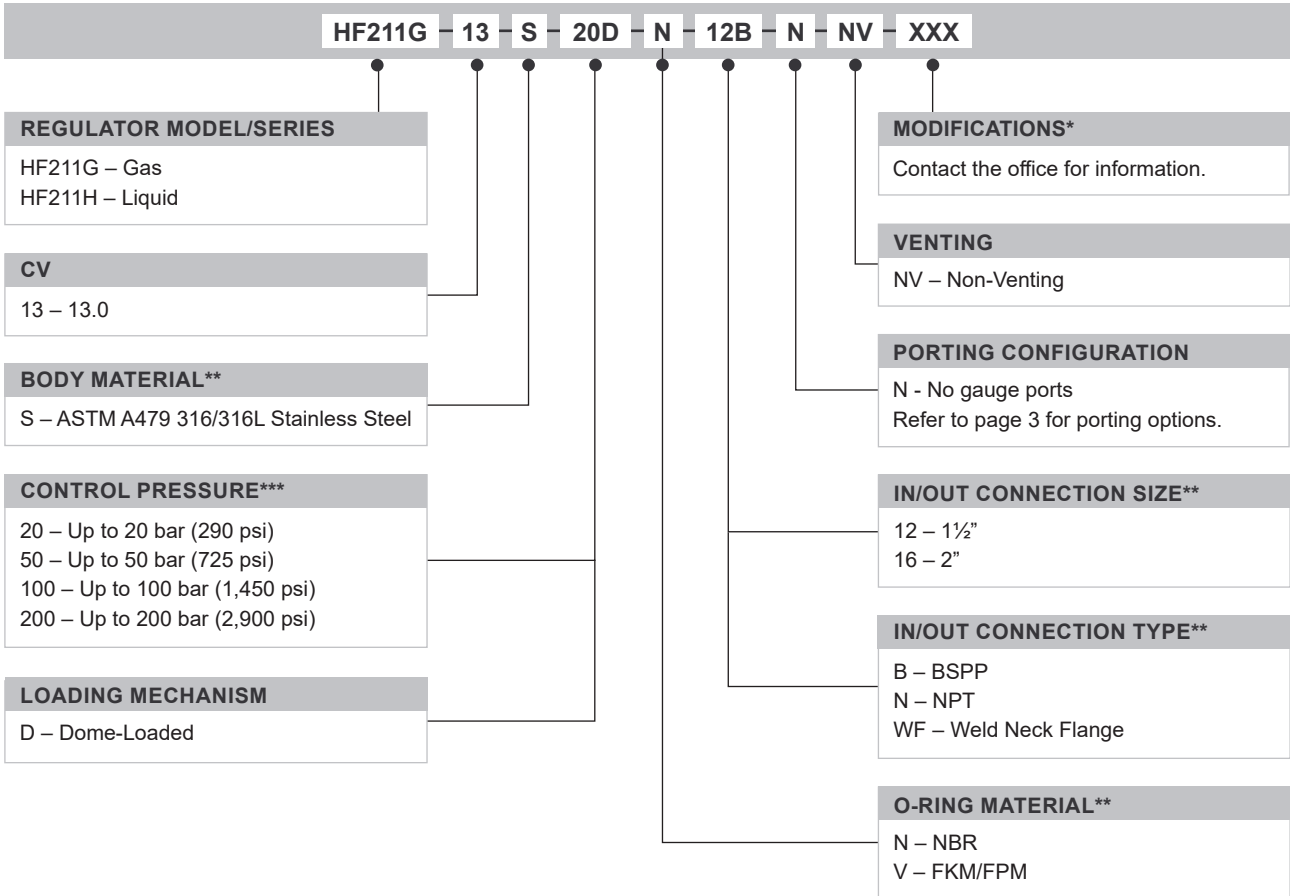 HF211G – 13 – S – 20D – N – 12B – N – NV – XXX
REGULATOR MODEL/SERIES
HF211G – Gas
HF211H – Liquid
CV
13 – 13.0
BODY MATERIAL**
S – ASTM A479 316/316L Stainless Steel
CONTROL PRESSURE***
20 – Up to 20 bar (290 psi)
50 – Up to 50 bar (725 psi)
100 – Up to 100 bar (1,450 psi)
200 – Up to 200 bar (2,900 psi)
LOADING MECHANISM
D – Dome-Loaded
MODIFICATIONS*
Contact the office for information.
VENTING
NV – Non-Venting
PORTING CONFIGURATION
N - No gauge ports
Refer to page 3 for porting options.
IN/OUT CONNECTION SIZE**
12 – 1½”
16 – 2”
IN/OUT CONNECTION TYPE**
B – BSPP
N – NPT
WF – Weld Neck Flange
O-RING MATERIAL**
N – NBR
V – FKM/FPM